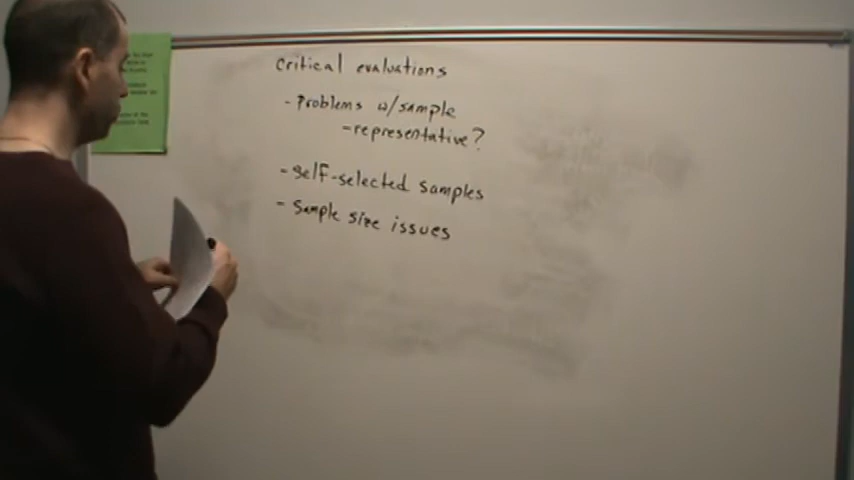 Critical evaluations
- Problems w/sample
- representative?
- Self-selected samples
- Sample size issues